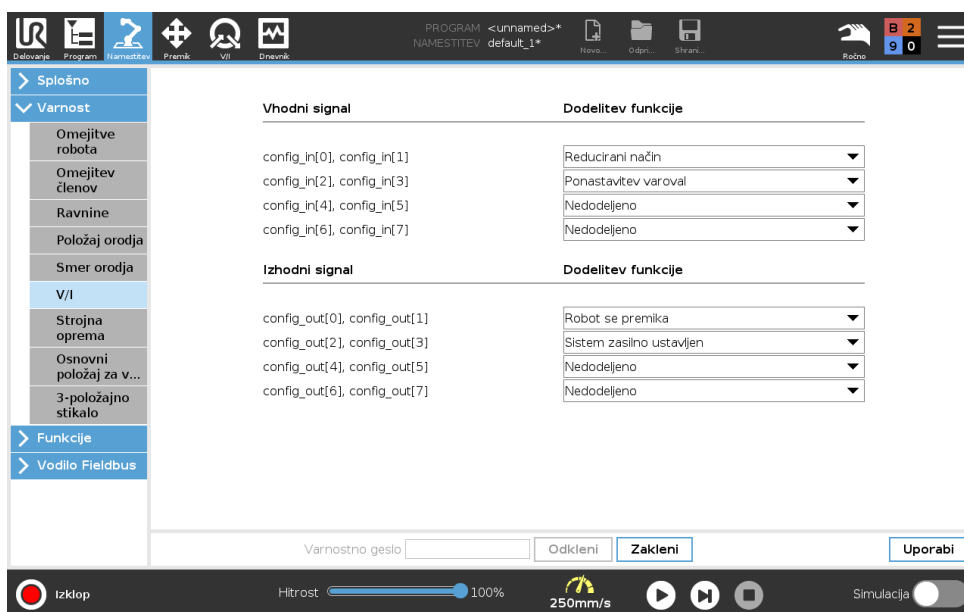 PROGRAM <unnamed>*
NAMESTITEV default_1*
Delovanje Program Namestitev Premik V/I Dnevnik Novo... Odpri... Shrani... Ročno
B 2
9 0
Splošno
Varnost
Omejitve
robota
Omejitev
členov
Ravnine
Položaj orodja
Smer orodja
V/I
Strojna
oprema
Osnovni
položaj za v...
3-položajno
stikalo
Funkcije
Vodilo Fieldbus
Vhodni signal Dodelitev funkcije
config_in[0], config_in[1] Reducirani način
config_in[2], config_in[3] Ponastavitev varoval
config_in[4], config_in[5] Nedodeljeno
config_in[6], config_in[7] Nedodeljeno
Izhodni signal Dodelitev funkcije
config_out[0], config_out[1] Robot se premika
config_out[2], config_out[3] Sistem zasilno ustavljen
config_out[4], config_out[5] Nedodeljeno
config_out[6], config_out[7] Nedodeljeno
Varnostno geslo Odkleni Zakleni Uporabi
Izklop Hitrost 100% 250mm/s Simulacija